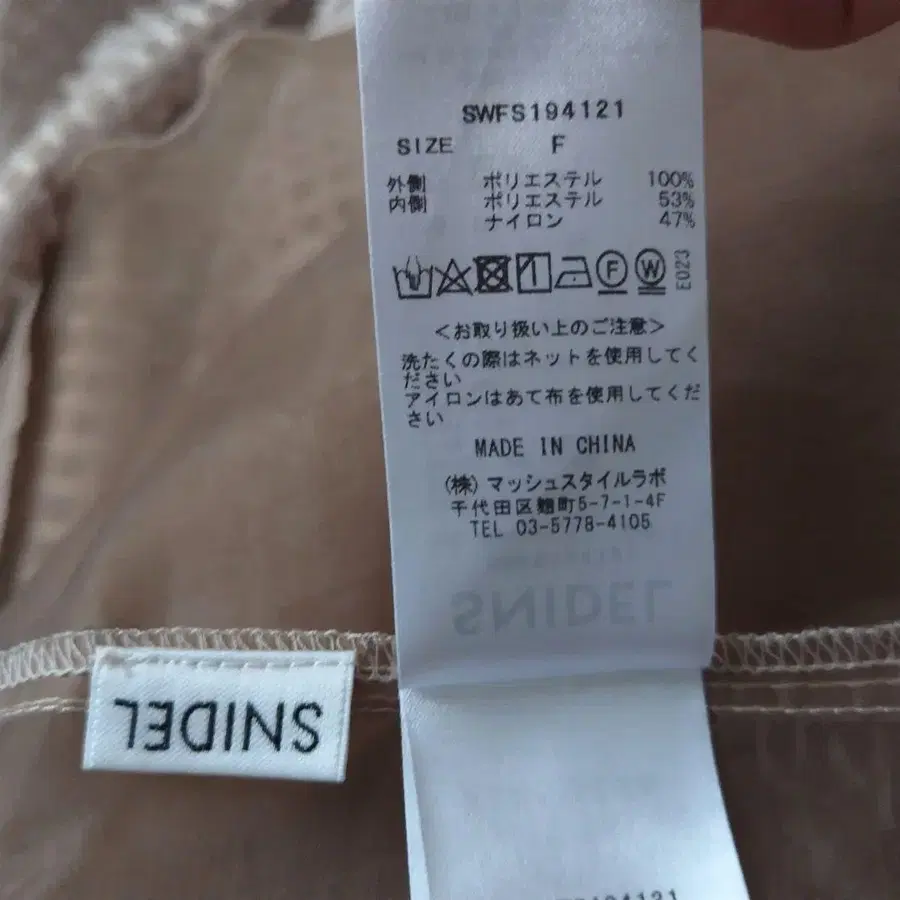 SWFS194121
SIZE F
外側 ポリエステル 100%
内側 ポリエステル 53%
ナイロン 47%
F W E023
<お取り扱い上のご注意>
洗たくの際はネットを使用してく
ださい
アイロンはあて布を使用してくだ
さい
MADE IN CHINA
(株)マッシュスタイルラボ
千代田区麹町5-7-1-4F
TEL 03-5778-4105
SNIDEL
SNIDEL